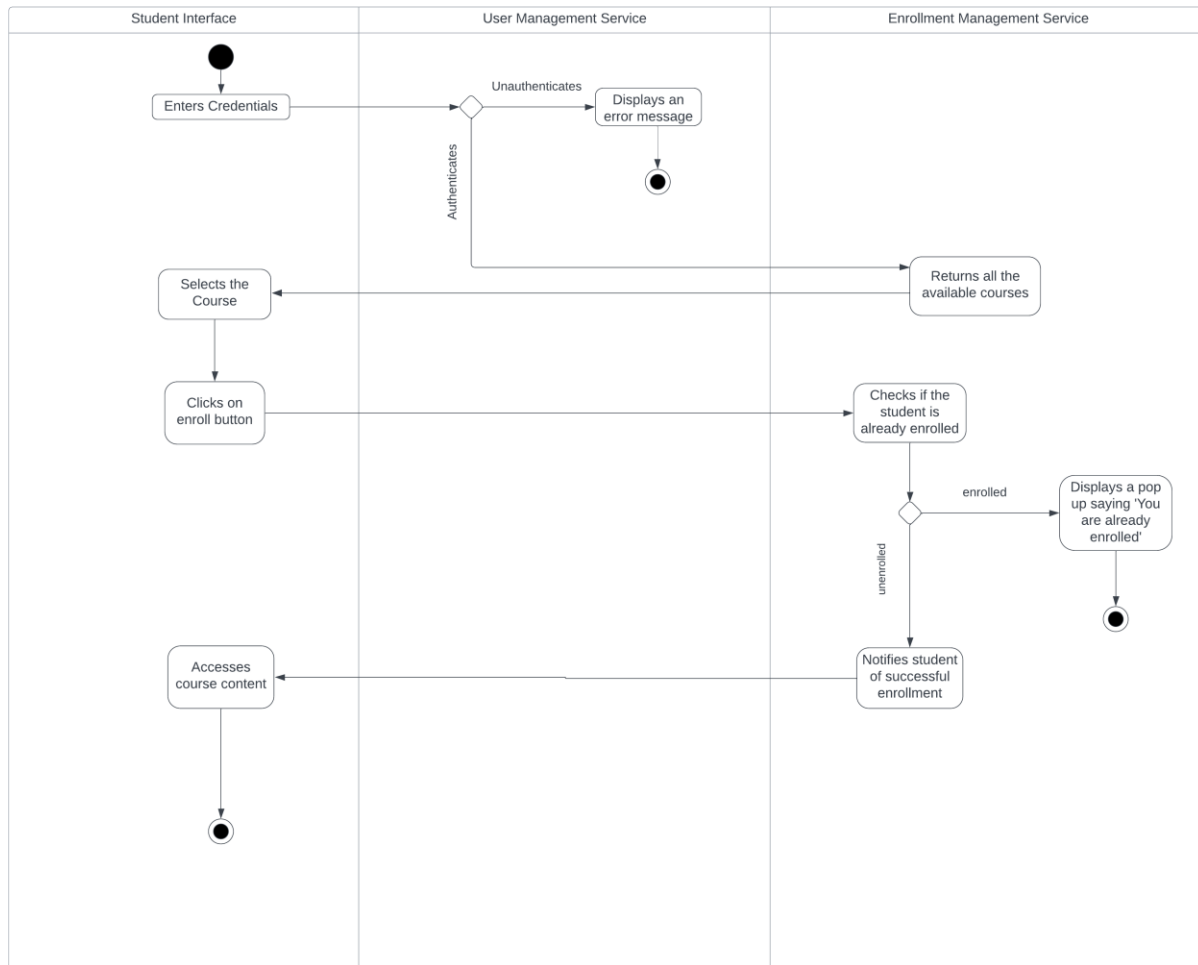 Student Interface
User Management Service
Enrollment Management Service
Unauthenticates
Enters Credentials
Displays an
error message
Authenticates
Selects the
Course
Returns all the
available courses
Clicks on
enroll button
Checks if the
student is
already enrolled
enrolled
Displays a pop
up saying 'You
are already
enrolled'
unenrolled
Accesses
course content
Notifies student
of successful
enrollment